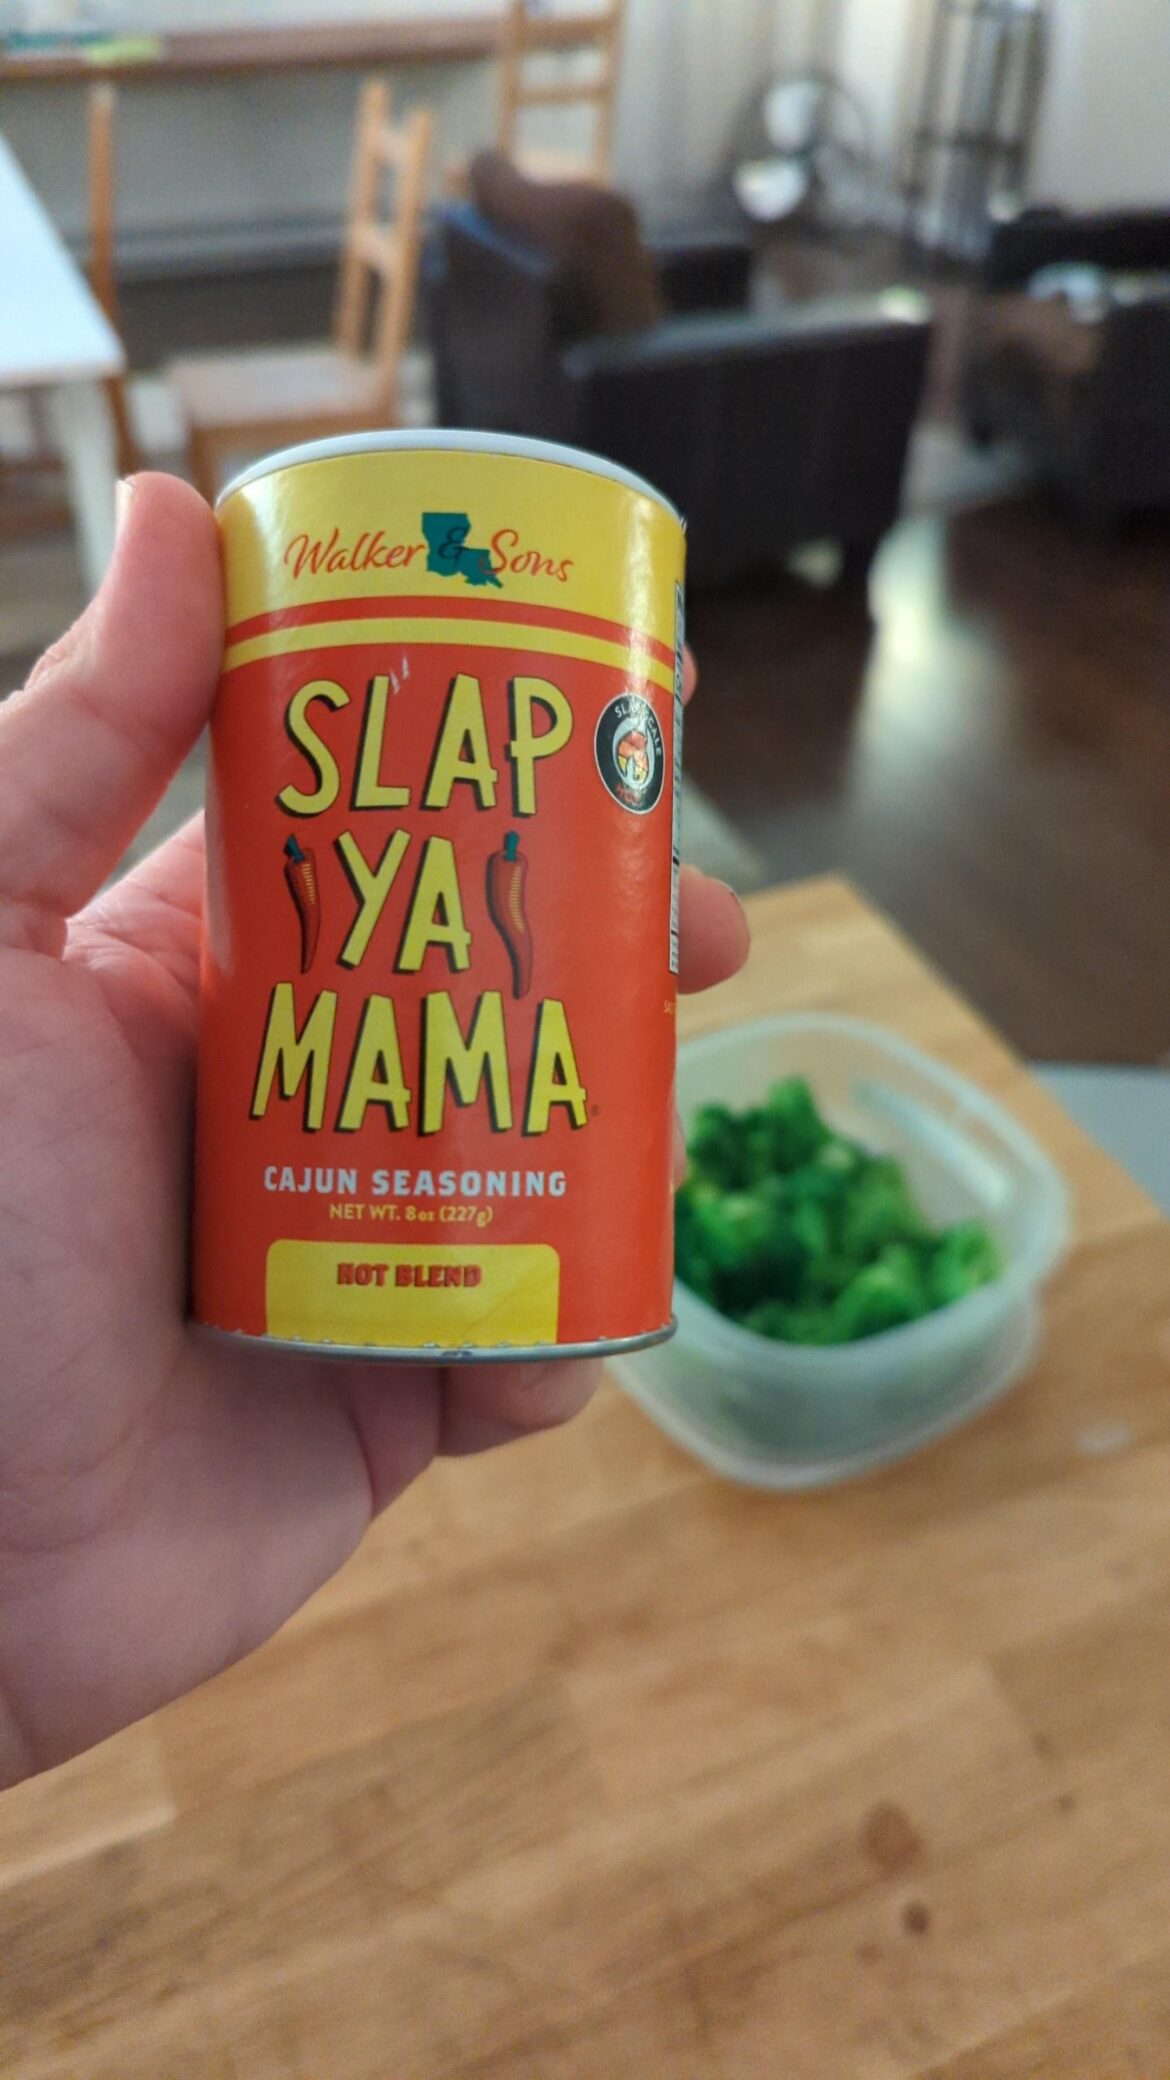 Walker & Sons
SLAP
YA
MAMA
CAJUN SEASONING
NET WT. 8oz (227g)
HOT BLEND